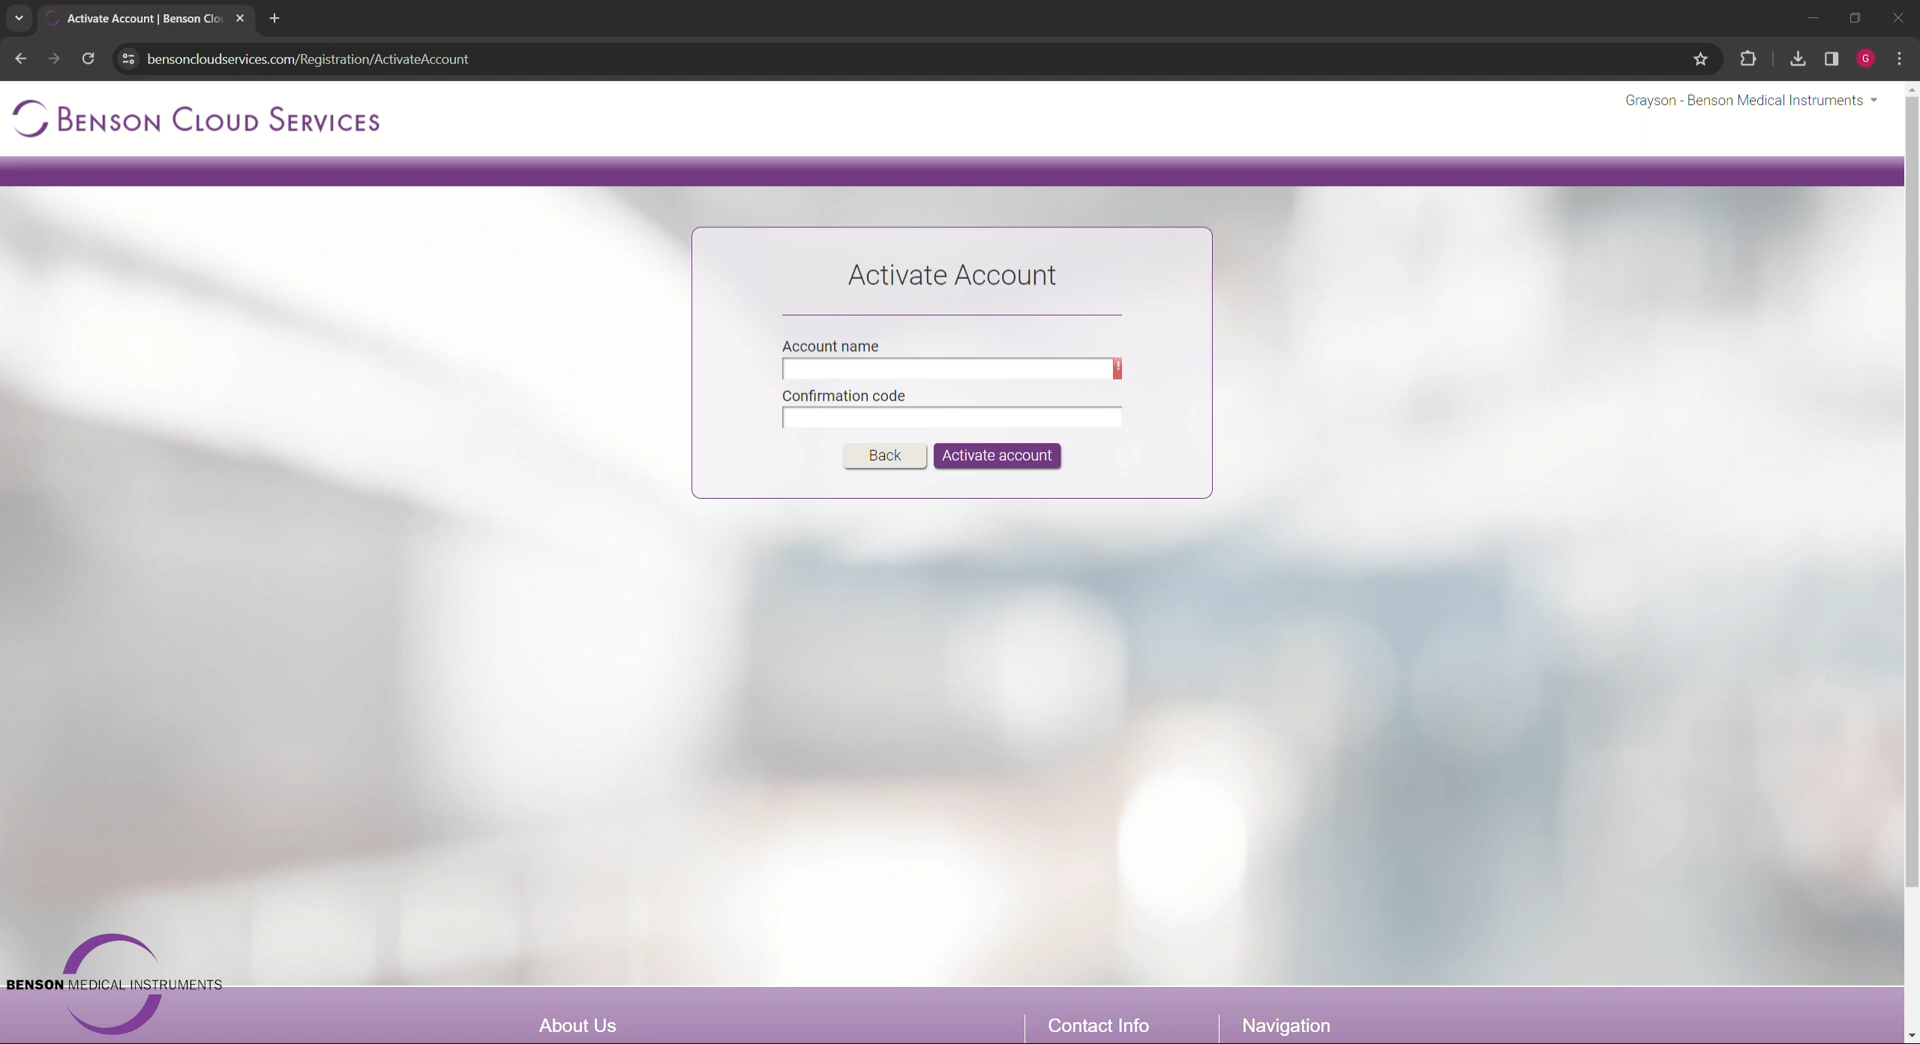 Activate Account | Benson Clo
bensoncloudservices.com/Registration/ActivateAccount
G
BENSON CLOUD SERVICES
Grayson - Benson Medical Instruments
Activate Account
Account name
!
Confirmation code
Back
Activate account
BENSON MEDICAL INSTRUMENTS
About Us
Contact Info
Navigation